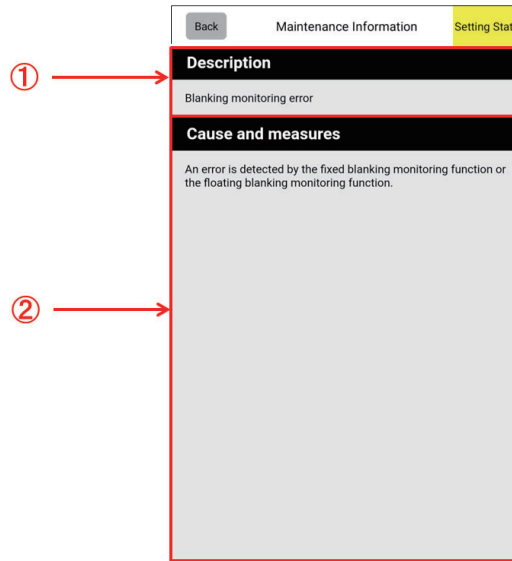 Back Maintenance Information Setting Stat
① Description
Blanking monitoring error
Cause and measures
An error is detected by the fixed blanking monitoring function or
the floating blanking monitoring function.
②